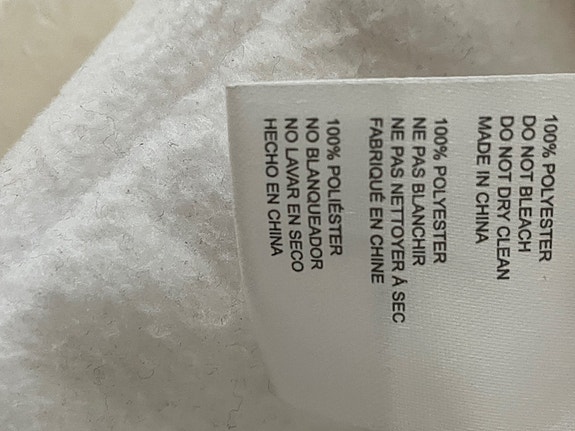 100% POLYESTER
DO NOT BLEACH
DO NOT DRY CLEAN
MADE IN CHINA
100% POLYESTER
NE PAS BLANCHIR
NE PAS NETTOYER Á SEC
FABRIQUÉ EN CHINE
100% POLIÉSTER
NO BLANQUEADOR
NO LAVAR EN SECO
HECHO EN CHINA